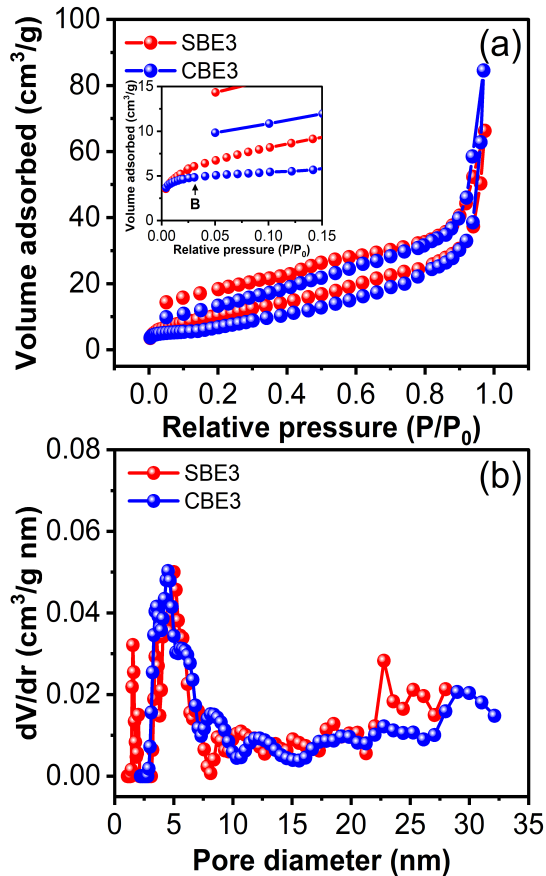 (a)
SBE3
CBE3
Volume adsorbed (cm³/g)
100
80
60
40
20
0
0.0 0.2 0.4 0.6 0.8 1.0
Relative pressure (P/P₀)
Volume adsorbed (cm³/g)
15
10
5
0
B
0.00 0.05 0.10 0.15
Relative pressure (P/P₀)
(b)
SBE3
CBE3
dV/dr (cm³/g nm)
0.08
0.06
0.04
0.02
0.00
0 5 10 15 20 25 30 35
Pore diameter (nm)